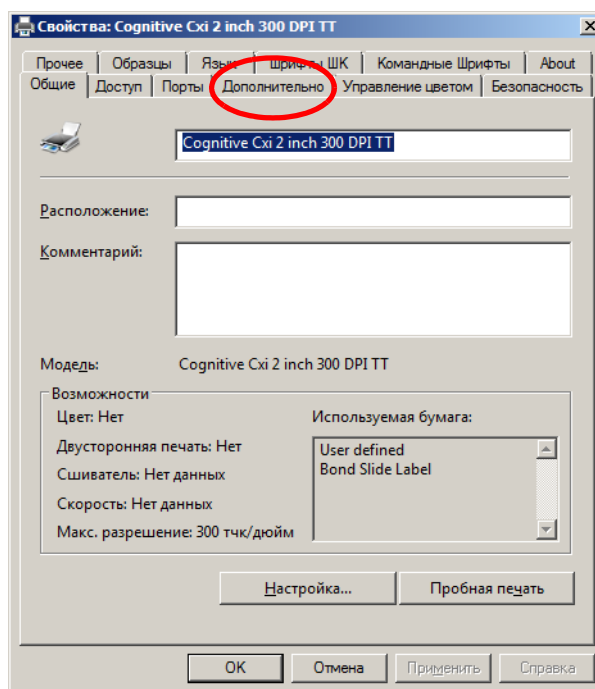 Свойства: Cognitive Cxi 2 inch 300 DPI TT
Прочее Образцы Язык Шрифты ШК Командные Шрифты About
Общие Доступ Порты Дополнительно Управление цветом Безопасность
Cognitive Cxi 2 inch 300 DPI TT
Расположение:
Комментарий:
Модель: Cognitive Cxi 2 inch 300 DPI TT
Возможности
Цвет: Нет Используемая бумага:
Двусторонняя печать: Нет User defined
Сшиватель: Нет данных Bond Slide Label
Скорость: Нет данных
Макс. разрешение: 300 тчк/дюйм
Настройка... Пробная печать
OK Отмена Применить Справка